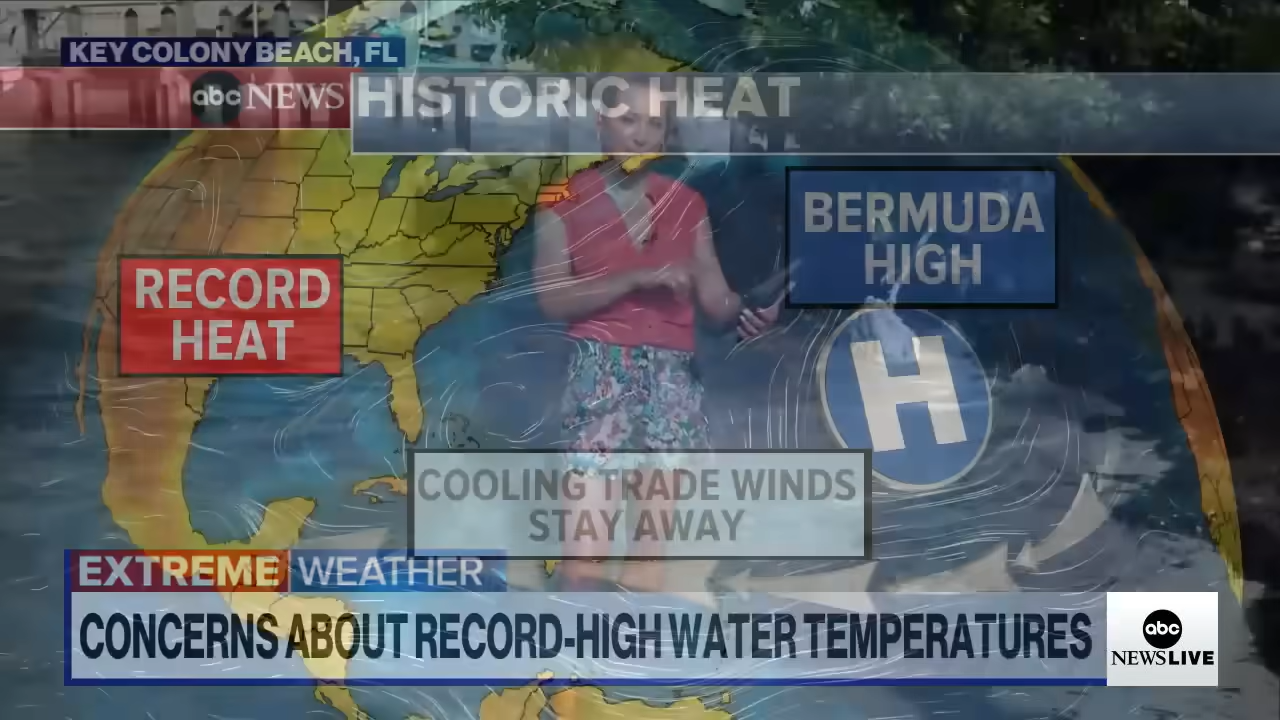 KEY COLONY BEACH, FL
abc NEWS HISTORIC HEAT
BERMUDA
HIGH
RECORD
HEAT
H
COOLING TRADE WINDS
STAY AWAY
EXTREME WEATHER
CONCERNS ABOUT RECORD-HIGH WATER TEMPERATURES
abc
NEWS LIVE